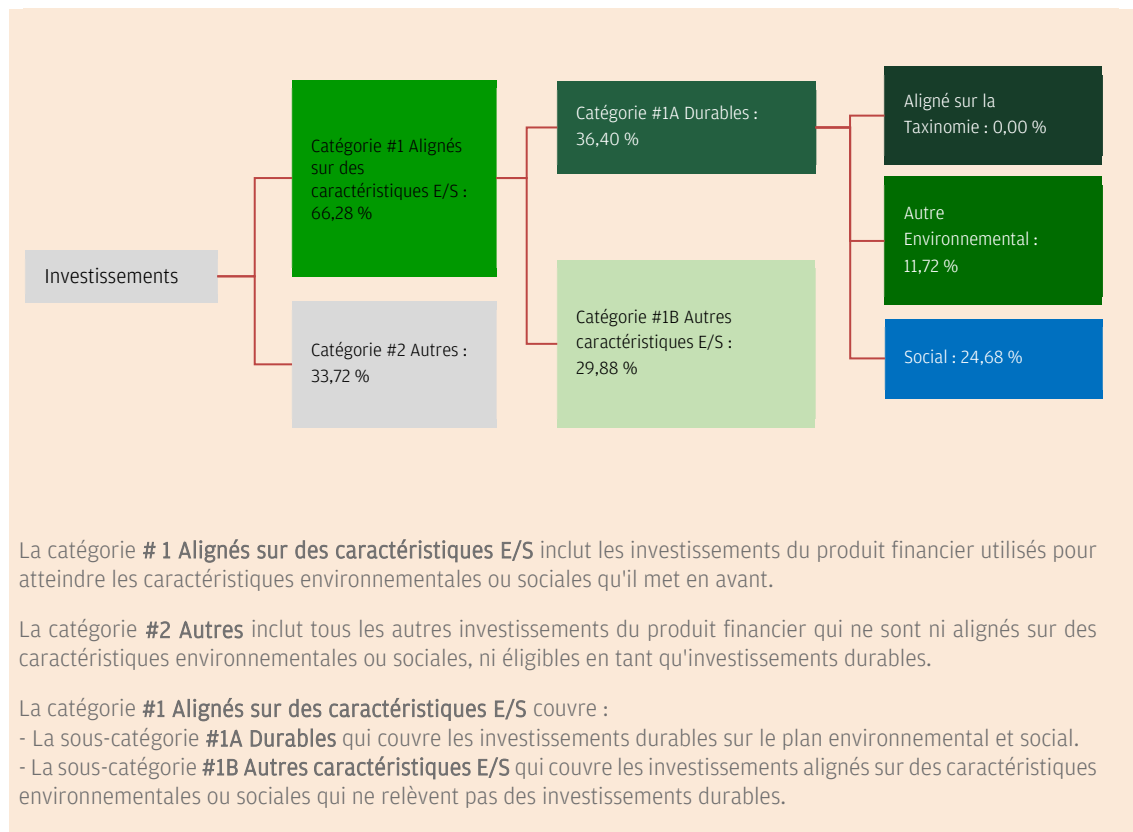 Investissements
Catégorie #1 Alignés
sur des
caractéristiques E/S :
66,28 %
Catégorie #2 Autres :
33,72 %
Catégorie #1A Durables :
36,40 %
Catégorie #1B Autres
caractéristiques E/S :
29,88 %
Aligné sur la
Taxinomie : 0,00 %
Autre
Environnemental :
11,72 %
Social : 24,68 %
La catégorie # 1 Alignés sur des caractéristiques E/S inclut les investissements du produit financier utilisés pour
atteindre les caractéristiques environnementales ou sociales qu'il met en avant.
La catégorie #2 Autres inclut tous les autres investissements du produit financier qui ne sont ni alignés sur des
caractéristiques environnementales ou sociales, ni éligibles en tant qu'investissements durables.
La catégorie #1 Alignés sur des caractéristiques E/S couvre :
- La sous-catégorie #1A Durables qui couvre les investissements durables sur le plan environnemental et social.
- La sous-catégorie #1B Autres caractéristiques E/S qui couvre les investissements alignés sur des caractéristiques
environnementales ou sociales qui ne relèvent pas des investissements durables.